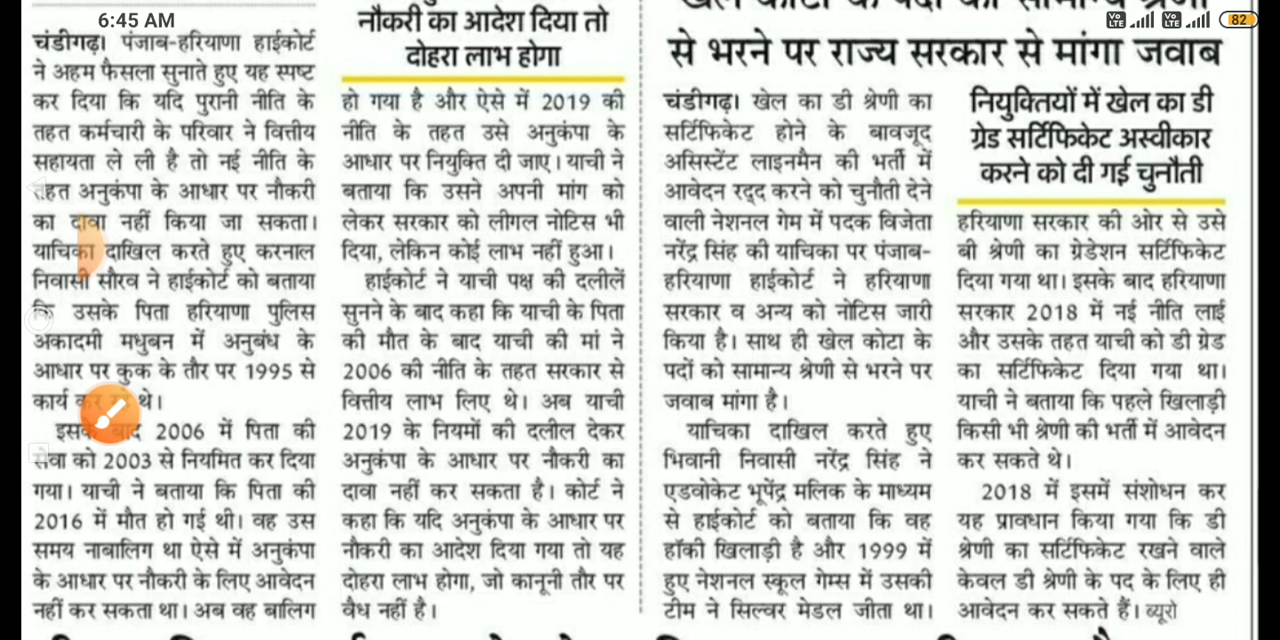 6:45 AM
82
नौकरी का आदेश दिया तो
दोहरा लाभ होगा
चंडीगढ़। पंजाब-हरियाणा हाईकोर्ट
ने अहम फैसला सुनाते हुए यह स्पष्ट
कर दिया कि यदि पुरानी नीति के
तहत कर्मचारी के परिवार ने वित्तीय
सहायता ले ली है तो नई नीति के
तहत अनुकंपा के आधार पर नौकरी
का दावा नहीं किया जा सकता।
याचिका दाखिल करते हुए करनाल
निवासी सौरव ने हाईकोर्ट को बताया
कि उसके पिता हरियाणा पुलिस
अकादमी मधुबन में अनुबंध के
आधार पर कुक के तौर पर 1995 से
कार्य कर रहे थे।
इसके बाद 2006 में पिता की
सेवा को 2003 से नियमित कर दिया
गया। याची ने बताया कि पिता की
2016 में मौत हो गई थी। वह उस
समय नाबालिग था ऐसे में अनुकंपा
के आधार पर नौकरी के लिए आवेदन
नहीं कर सकता था। अब वह बालिग
हो गया है और ऐसे में 2019 की
नीति के तहत उसे अनुकंपा के
आधार पर नियुक्ति दी जाए। याची ने
बताया कि उसने अपनी मांग को
लेकर सरकार को लीगल नोटिस भी
दिया, लेकिन कोई लाभ नहीं हुआ।
हाईकोर्ट ने याची पक्ष की दलीलें
सुनने के बाद कहा कि याची के पिता
की मौत के बाद याची की मां ने
2006 की नीति के तहत सरकार से
वित्तीय लाभ लिए थे। अब याची
2019 के नियमों की दलील देकर
अनुकंपा के आधार पर नौकरी का
दावा नहीं कर सकता है। कोर्ट ने
कहा कि यदि अनुकंपा के आधार पर
नौकरी का आदेश दिया गया तो यह
दोहरा लाभ होगा, जो कानूनी तौर पर
वैध नहीं है।
से भरने पर राज्य सरकार से मांगा जवाब
चंडीगढ़। खेल का डी श्रेणी का
सर्टिफिकेट होने के बावजूद
असिस्टेंट लाइनमैन की भर्ती में
आवेदन रद्द करने को चुनौती देने
वाली नेशनल गेम में पदक विजेता
नरेंद्र सिंह की याचिका पर पंजाब-
हरियाणा हाईकोर्ट ने हरियाणा
सरकार व अन्य को नोटिस जारी
किया है। साथ ही खेल कोटा के
पदों को सामान्य श्रेणी से भरने पर
जवाब मांगा है।
याचिका दाखिल करते हुए
भिवानी निवासी नरेंद्र सिंह ने
एडवोकेट भूपेंद्र मलिक के माध्यम
से हाईकोर्ट को बताया कि वह
हॉकी खिलाड़ी है और 1999 में
हुए नेशनल स्कूल गेम्स में उसकी
टीम ने सिल्वर मेडल जीता था।
नियुक्तियों में खेल का डी
ग्रेड सर्टिफिकेट अस्वीकार
करने को दी गई चुनौती
हरियाणा सरकार की ओर से उसे
बी श्रेणी का ग्रेडेशन सर्टिफिकेट
दिया गया था। इसके बाद हरियाणा
सरकार 2018 में नई नीति लाई
और उसके तहत याची को डी ग्रेड
का सर्टिफिकेट दिया गया था।
याची ने बताया कि पहले खिलाड़ी
किसी भी श्रेणी की भर्ती में आवेदन
कर सकते थे।
2018 में इसमें संशोधन कर
यह प्रावधान किया गया कि डी
श्रेणी का सर्टिफिकेट रखने वाले
केवल डी श्रेणी के पद के लिए ही
आवेदन कर सकते हैं। ब्यूरो